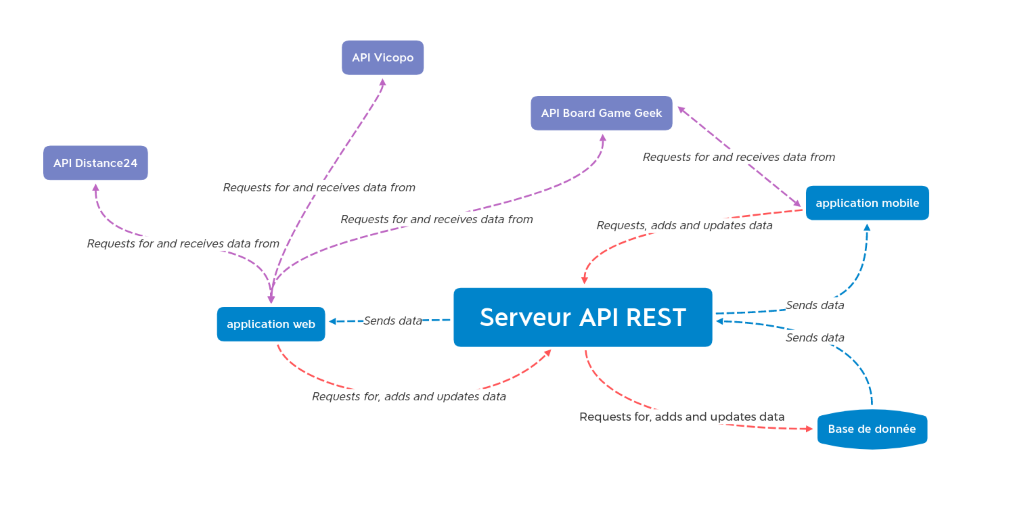 API Vicopo
API Board Game Geek
API Distance24
Requests for and receives data from
Requests for and receives data from
application mobile
Requests for and receives data from
Requests, adds and updates data
Requests for and receives data from
Sends data
Serveur API REST
application web
Sends data
Sends data
Requests for, adds and updates data
Requests for, adds and updates data
Base de donnée